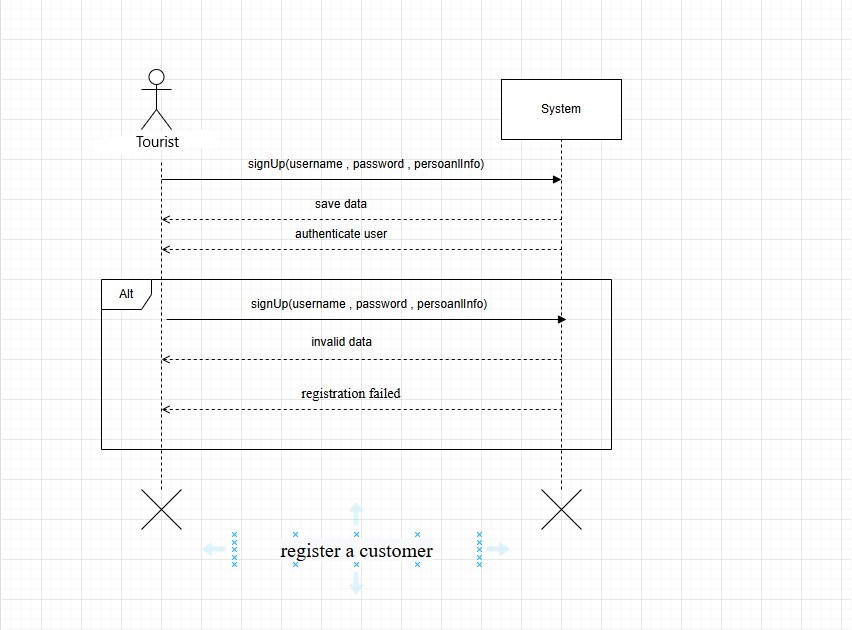 Tourist
System
signUp(username , password , persoanlInfo)
save data
authenticate user
Alt
signUp(username , password , persoanlInfo)
invalid data
registration failed
register a customer